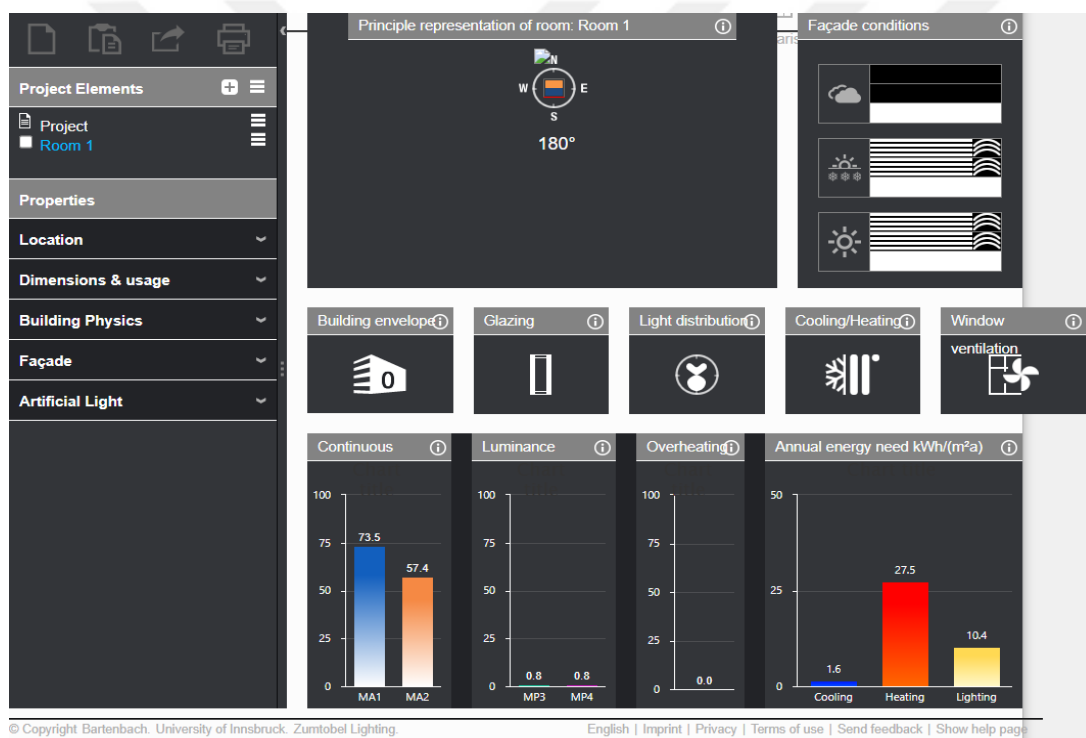 Principle representation of room: Room 1
Façade conditions
aris
Project Elements
Project
Room 1
N
W
E
S
180°
Properties
Location
Dimensions & usage
Building Physics
Façade
Artificial Light
Building envelope
Glazing
Light distribution
Cooling/Heating
Window
ventilation
0
Continuous
Luminance
Overheating
Annual energy need kWh/(m²a)
100
75
50
25
0
73.5
57.4
MA1
MA2
100
75
50
25
0
0.8
0.8
MP3
MP4
100
75
50
25
0
0.0
50
25
0
1.6
27.5
10.4
Cooling
Heating
Lighting
© Copyright Bartenbach. University of Innsbruck. Zumtobel Lighting.
English | Imprint | Privacy | Terms of use | Send feedback | Show help page